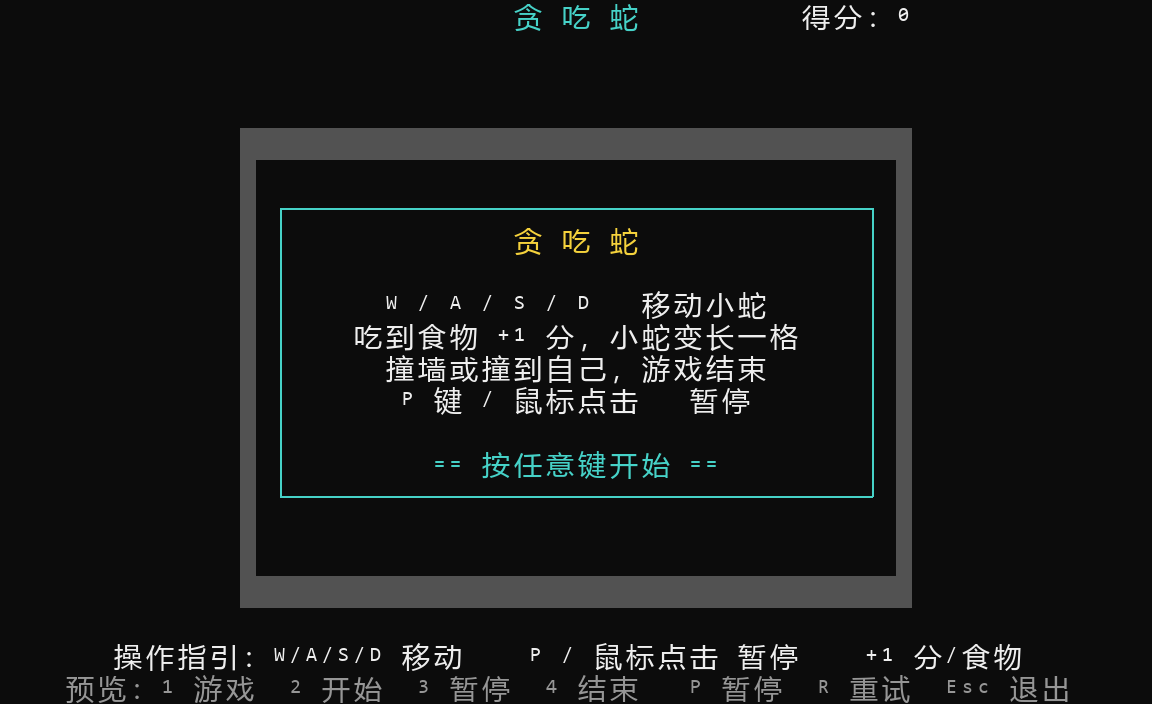 贪 吃 蛇 得分: 0
贪 吃 蛇
W / A / S / D 移动小蛇
吃到食物 +1 分, 小蛇变长一格
撞墙或撞到自己, 游戏结束
P 键 / 鼠标点击 暂停
== 按任意键开始 ==
操作指引: W/A/S/D 移动 P / 鼠标点击 暂停 +1 分/食物
预览: 1 游戏 2 开始 3 暂停 4 结束 P 暂停 R 重试 Esc 退出